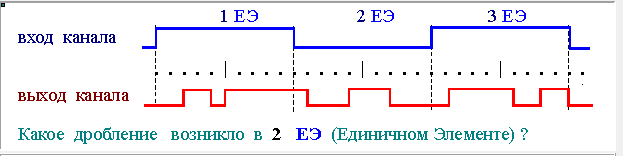 1 ЕЭ 2 ЕЭ 3 ЕЭ
вход канала
выход канала
Какое дробление возникло в 2 ЕЭ (Единичном Элементе) ?